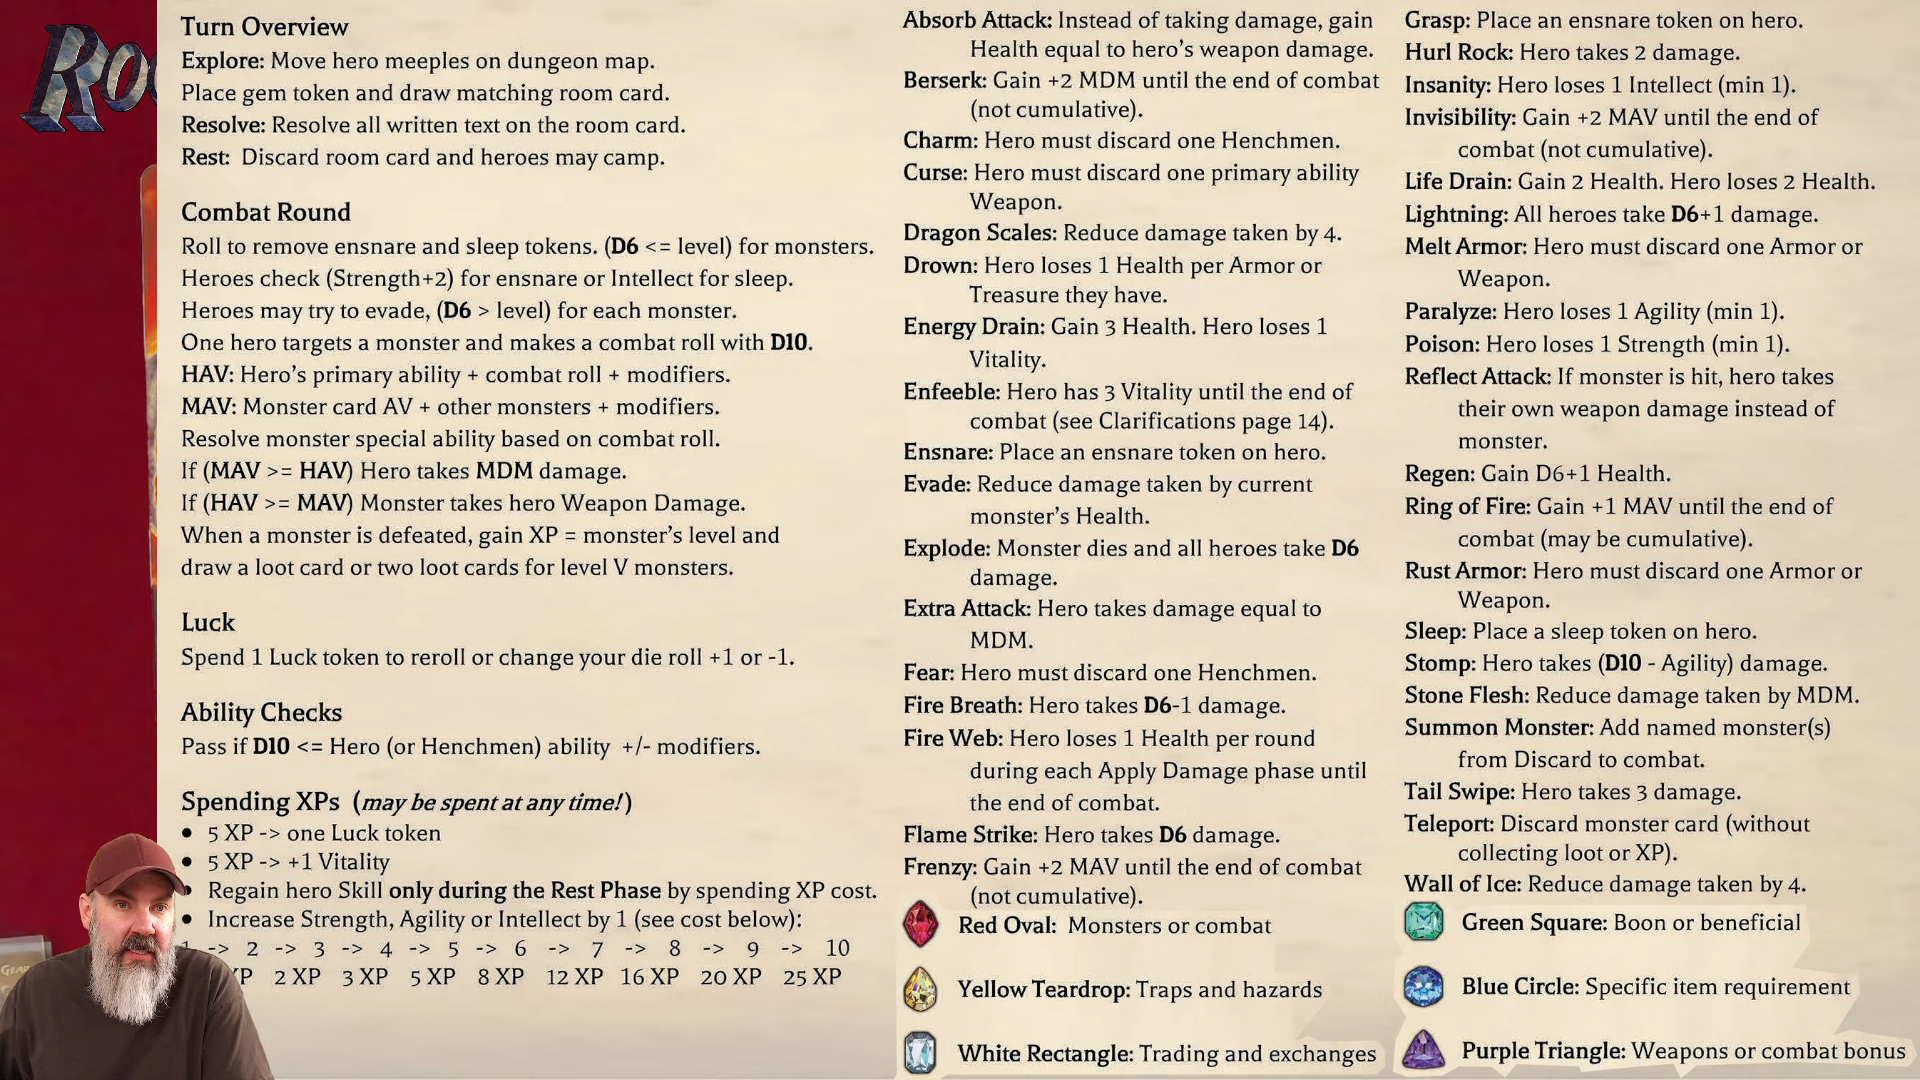 Roo
Turn Overview
Explore: Move hero meeples on dungeon map.
Place gem token and draw matching room card.
Resolve: Resolve all written text on the room card.
Rest: Discard room card and heroes may camp.
Combat Round
Roll to remove ensnare and sleep tokens. (D6 <= level) for monsters.
Heroes check (Strength+2) for ensnare or Intellect for sleep.
Heroes may try to evade, (D6 > level) for each monster.
One hero targets a monster and makes a combat roll with D10.
HAV: Hero's primary ability + combat roll + modifiers.
MAV: Monster card AV + other monsters + modifiers.
Resolve monster special ability based on combat roll.
If (MAV >= HAV) Hero takes MDM damage.
If (HAV >= MAV) Monster takes hero Weapon Damage.
When a monster is defeated, gain XP = monster's level and
draw a loot card or two loot cards for level V monsters.
Luck
Spend 1 Luck token to reroll or change your die roll +1 or -1.
Ability Checks
Pass if D10 <= Hero (or Henchmen) ability +/- modifiers.
Spending XPs (may be spent at any time!)
• 5 XP -> one Luck token
• 5 XP -> +1 Vitality
• Regain hero Skill only during the Rest Phase by spending XP cost.
• Increase Strength, Agility or Intellect by 1 (see cost below):
1 -> 2 -> 3 -> 4 -> 5 -> 6 -> 7 -> 8 -> 9 -> 10
XP 2 XP 3 XP 5 XP 8 XP 12 XP 16 XP 20 XP 25 XP
GEAR
Absorb Attack: Instead of taking damage, gain
Health equal to hero's weapon damage.
Berserk: Gain +2 MDM until the end of combat
(not cumulative).
Charm: Hero must discard one Henchmen.
Curse: Hero must discard one primary ability
Weapon.
Dragon Scales: Reduce damage taken by 4.
Drown: Hero loses 1 Health per Armor or
Treasure they have.
Energy Drain: Gain 3 Health. Hero loses 1
Vitality.
Enfeeble: Hero has 3 Vitality until the end of
combat (see Clarifications page 14).
Ensnare: Place an ensnare token on hero.
Evade: Reduce damage taken by current
monster's Health.
Explode: Monster dies and all heroes take D6
damage.
Extra Attack: Hero takes damage equal to
MDM.
Fear: Hero must discard one Henchmen.
Fire Breath: Hero takes D6-1 damage.
Fire Web: Hero loses 1 Health per round
during each Apply Damage phase until
the end of combat.
Flame Strike: Hero takes D6 damage.
Frenzy: Gain +2 MAV until the end of combat
(not cumulative).
Red Oval: Monsters or combat
Yellow Teardrop: Traps and hazards
White Rectangle: Trading and exchanges
Grasp: Place an ensnare token on hero.
Hurl Rock: Hero takes 2 damage.
Insanity: Hero loses 1 Intellect (min 1).
Invisibility: Gain +2 MAV until the end of
combat (not cumulative).
Life Drain: Gain 2 Health. Hero loses 2 Health.
Lightning: All heroes take D6+1 damage.
Melt Armor: Hero must discard one Armor or
Weapon.
Paralyze: Hero loses 1 Agility (min 1).
Poison: Hero loses 1 Strength (min 1).
Reflect Attack: If monster is hit, hero takes
their own weapon damage instead of
monster.
Regen: Gain D6+1 Health.
Ring of Fire: Gain +1 MAV until the end of
combat (may be cumulative).
Rust Armor: Hero must discard one Armor or
Weapon.
Sleep: Place a sleep token on hero.
Stomp: Hero takes (D10 - Agility) damage.
Stone Flesh: Reduce damage taken by MDM.
Summon Monster: Add named monster(s)
from Discard to combat.
Tail Swipe: Hero takes 3 damage.
Teleport: Discard monster card (without
collecting loot or XP).
Wall of Ice: Reduce damage taken by 4.
Green Square: Boon or beneficial
Blue Circle: Specific item requirement
Purple Triangle: Weapons or combat bonus